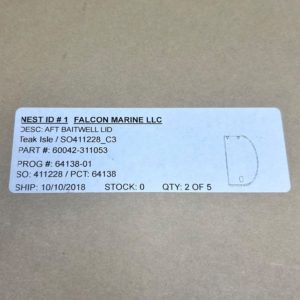 NEST ID # 1 FALCON MARINE LLC
DESC: AFT BAITWELL LID
Teak Isle / SO411228_C3
PART #: 60042-311053
PROG #: 64138-01
SO: 411228 / PCT: 64138
SHIP: 10/10/2018 STOCK: 0 QTY: 2 OF 5